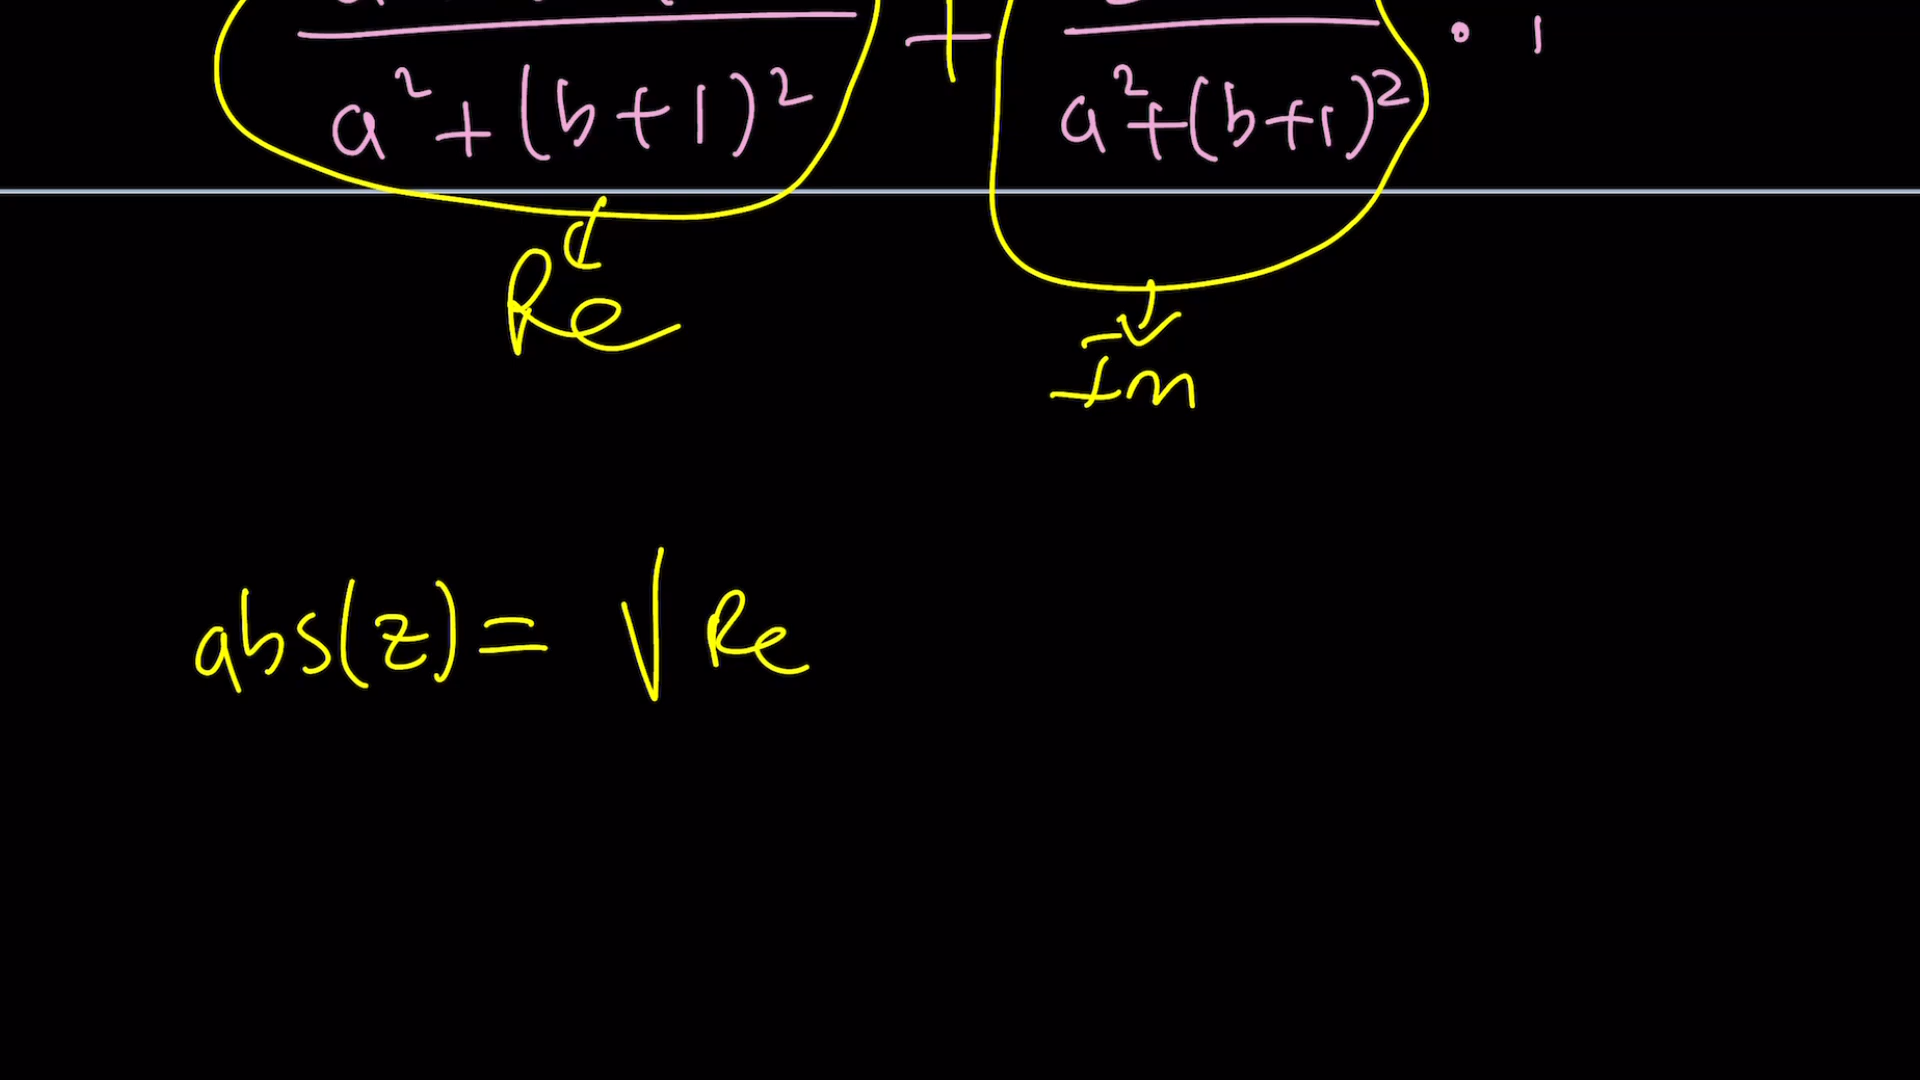 a² + (b+1)² + a²+(b+1)² · i
Re Im
abs(z) = √ Re